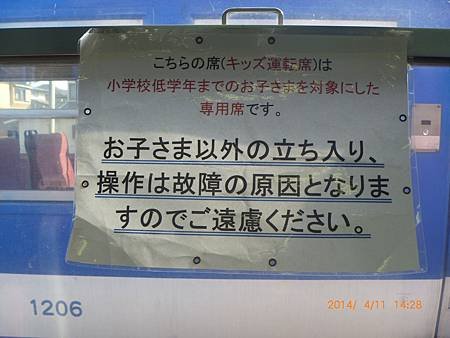 こちらの席(キッズ運転席)は
小学校低学年までのお子さまを対象にした
専用席です。
お子さま以外の立ち入り、
操作は故障の原因となりま
すのでご遠慮ください。
1206
2014/ 4/11 14:28